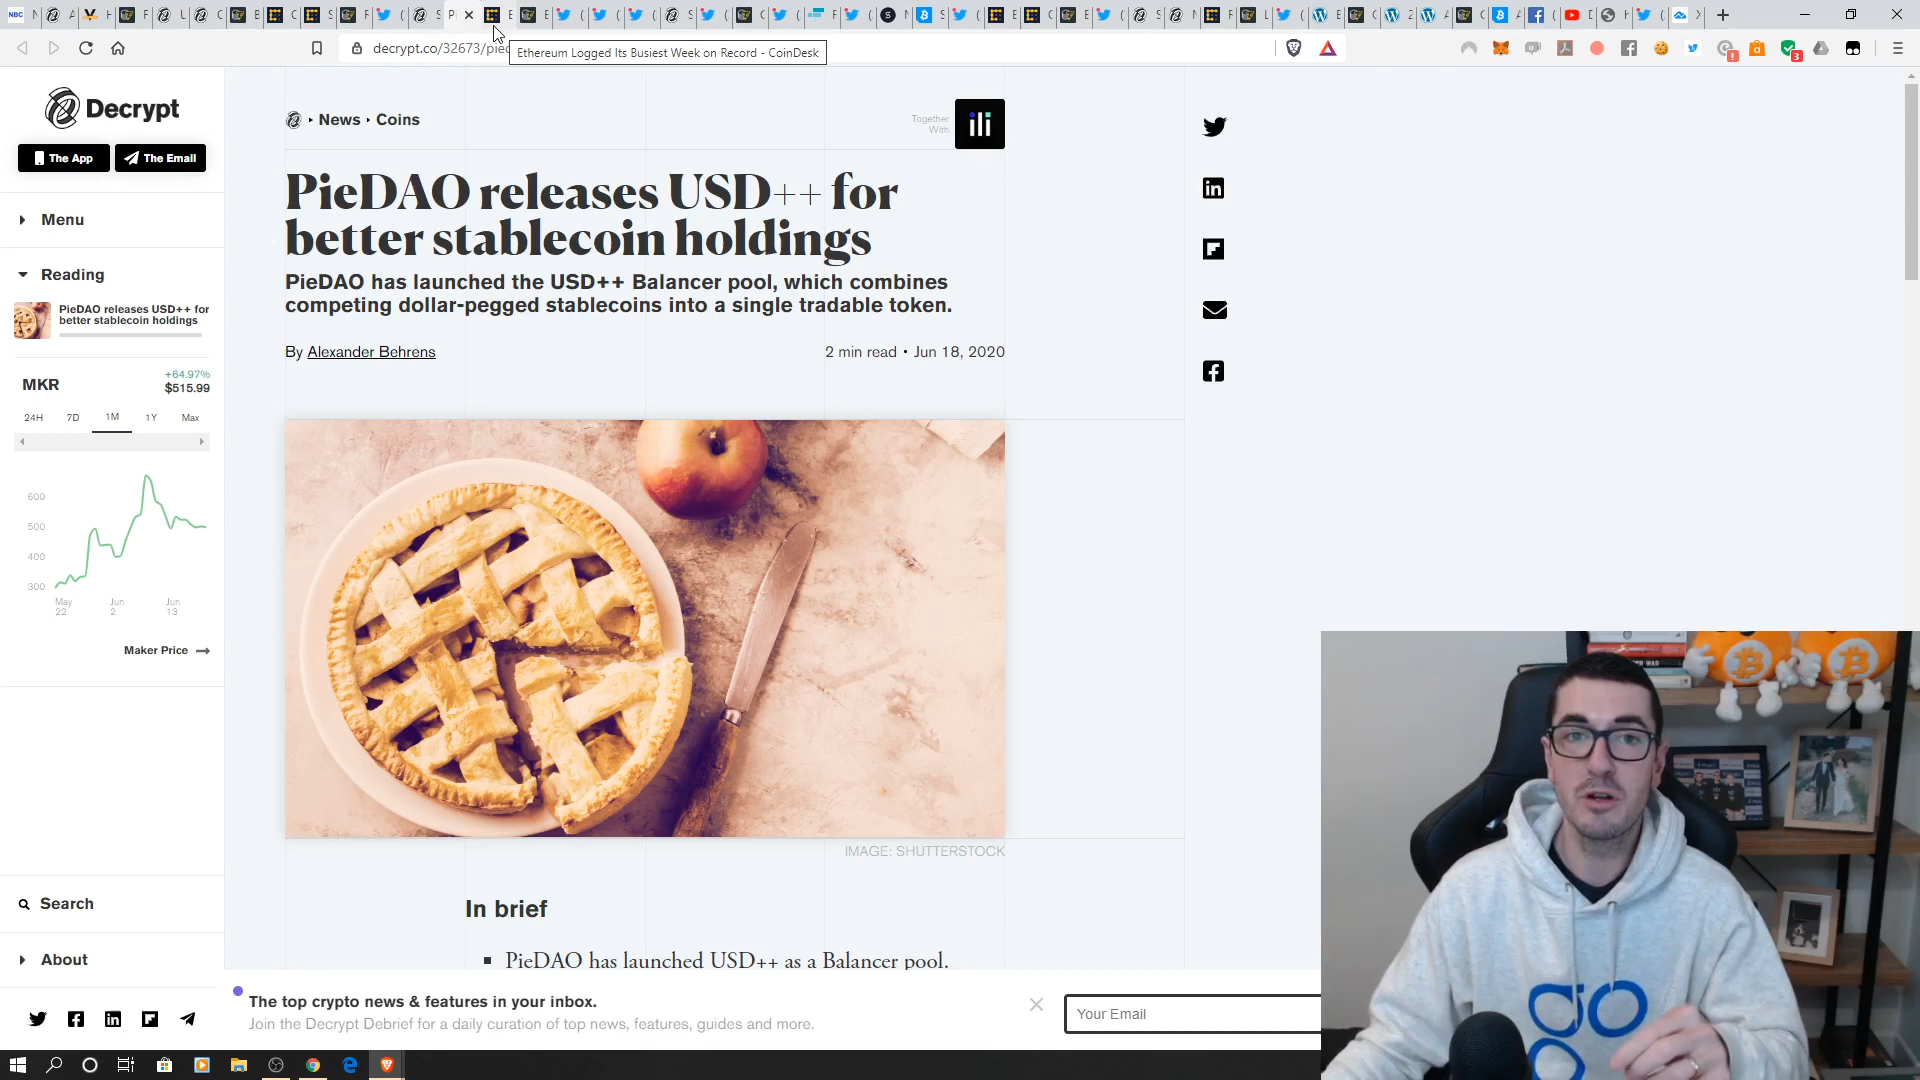 decrypt.co/32673/piec
Ethereum Logged Its Busiest Week on Record - CoinDesk
Decrypt
The App
The Email
Menu
Reading
PieDAO releases USD++ for
better stablecoin holdings
MKR
+64.97%
$515.99
24H 7D 1M 1Y Max
600
500
400
300
May 22
Jun 2
Jun 13
Maker Price
Search
About
News
Coins
Together
With
PieDAO releases USD++ for
better stablecoin holdings
PieDAO has launched the USD++ Balancer pool, which combines
competing dollar-pegged stablecoins into a single tradable token.
By Alexander Behrens
2 min read • Jun 18, 2020
IMAGE: SHUTTERSTOCK
In brief
PieDAO has launched USD++ as a Balancer pool.
The top crypto news & features in your inbox.
Join the Decrypt Debrief for a daily curation of top news, features, guides and more.
Your Email